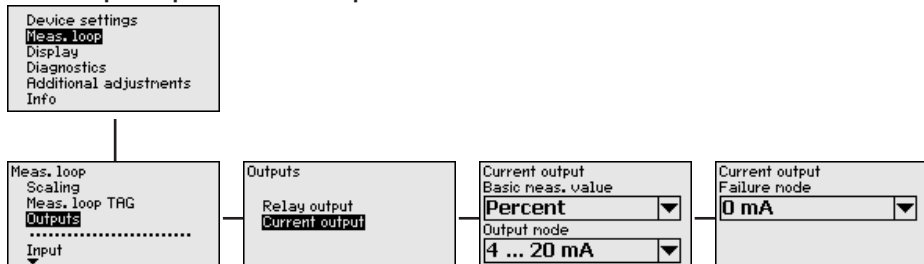 Device settings
Meas. loop
Display
Diagnostics
Additional adjustments
Info
Meas. loop
Scaling
Meas. loop TAG
Outputs
Input
Outputs
Relay output
Current output
Current output
Basic meas. value
Percent
Output mode
4 ... 20 mA
Current output
Failure mode
0 mA